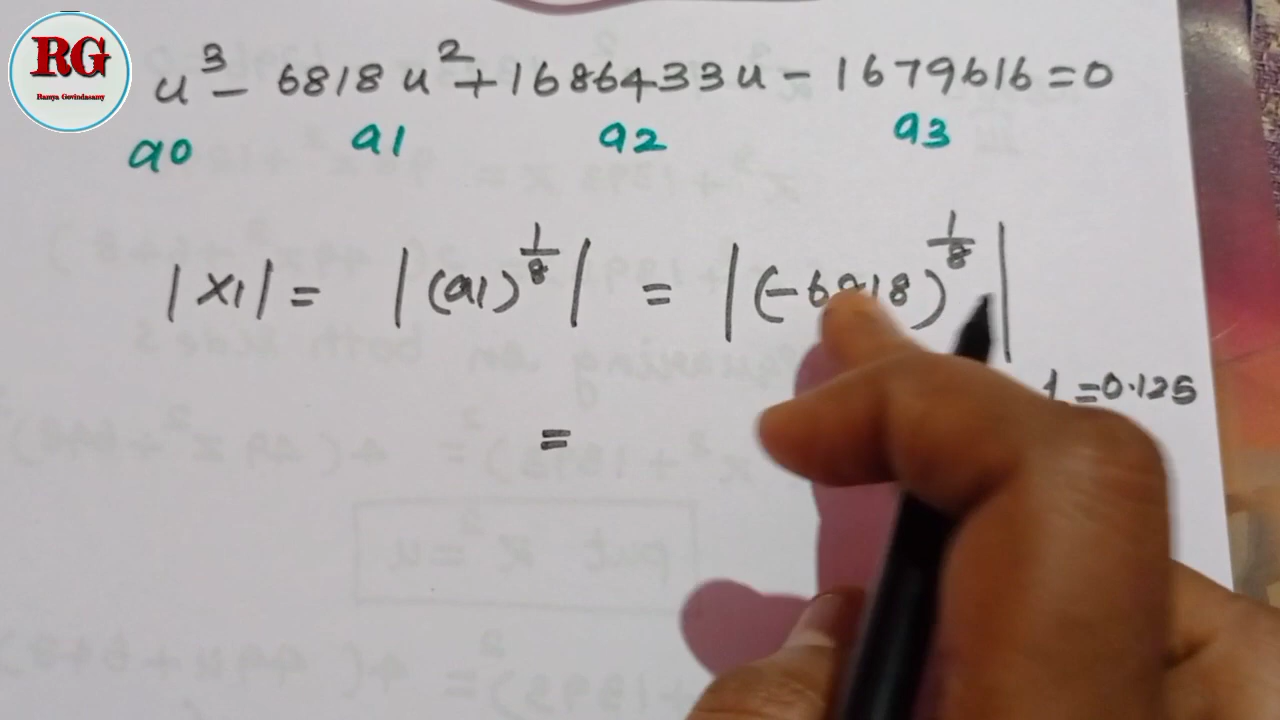 RG
Ramya Govindasamy
u³ - 6818 u² + 1686433 u - 1679616 = 0
a0 a1 a2 a3
|x1| = |(a1)^(1/8)| = |(-6818)^(1/8)|
= 0.125
=